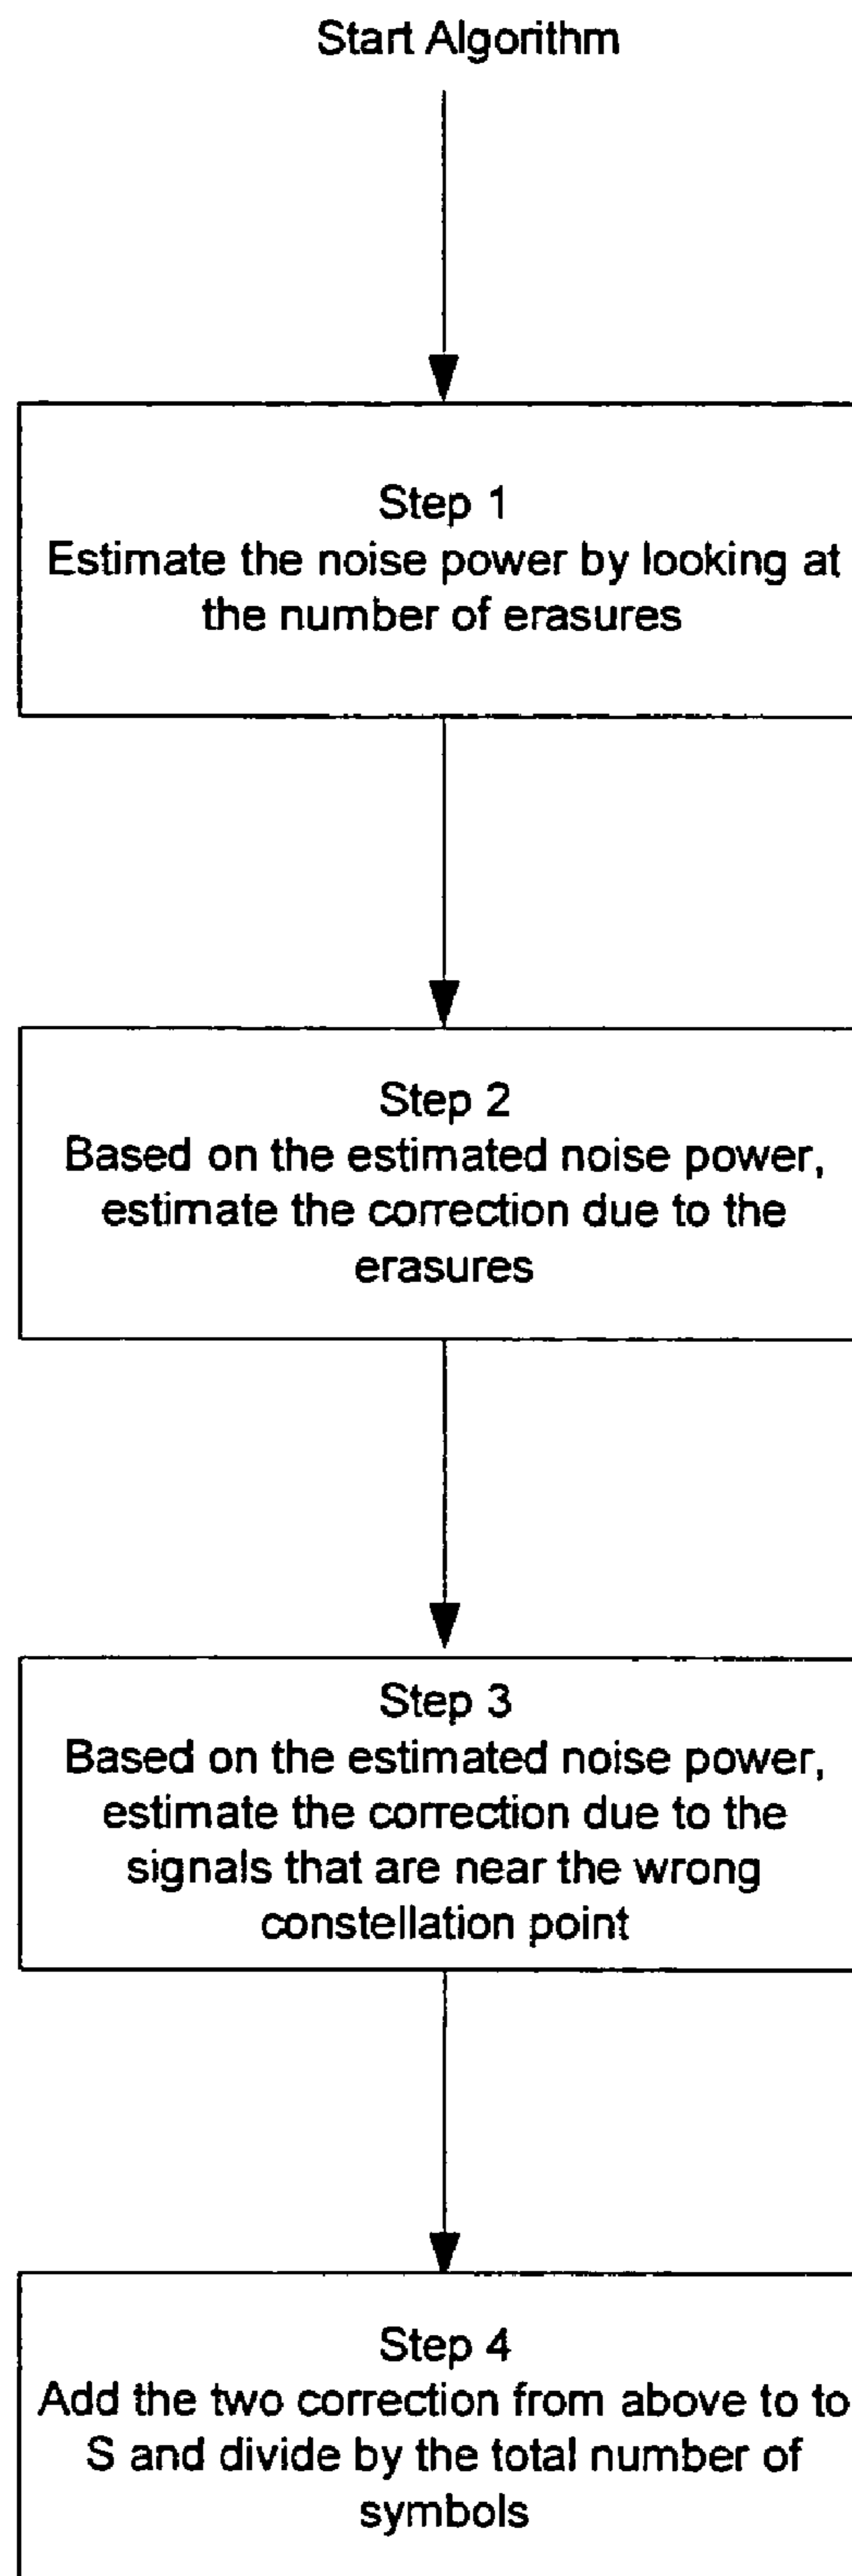 Start Algorithm
Step 1
Estimate the noise power by looking at
the number of erasures
Step 2
Based on the estimated noise power,
estimate the correction due to the
erasures
Step 3
Based on the estimated noise power,
estimate the correction due to the
signals that are near the wrong
constellation point
Step 4
Add the two correction from above to to
S and divide by the total number of
symbols